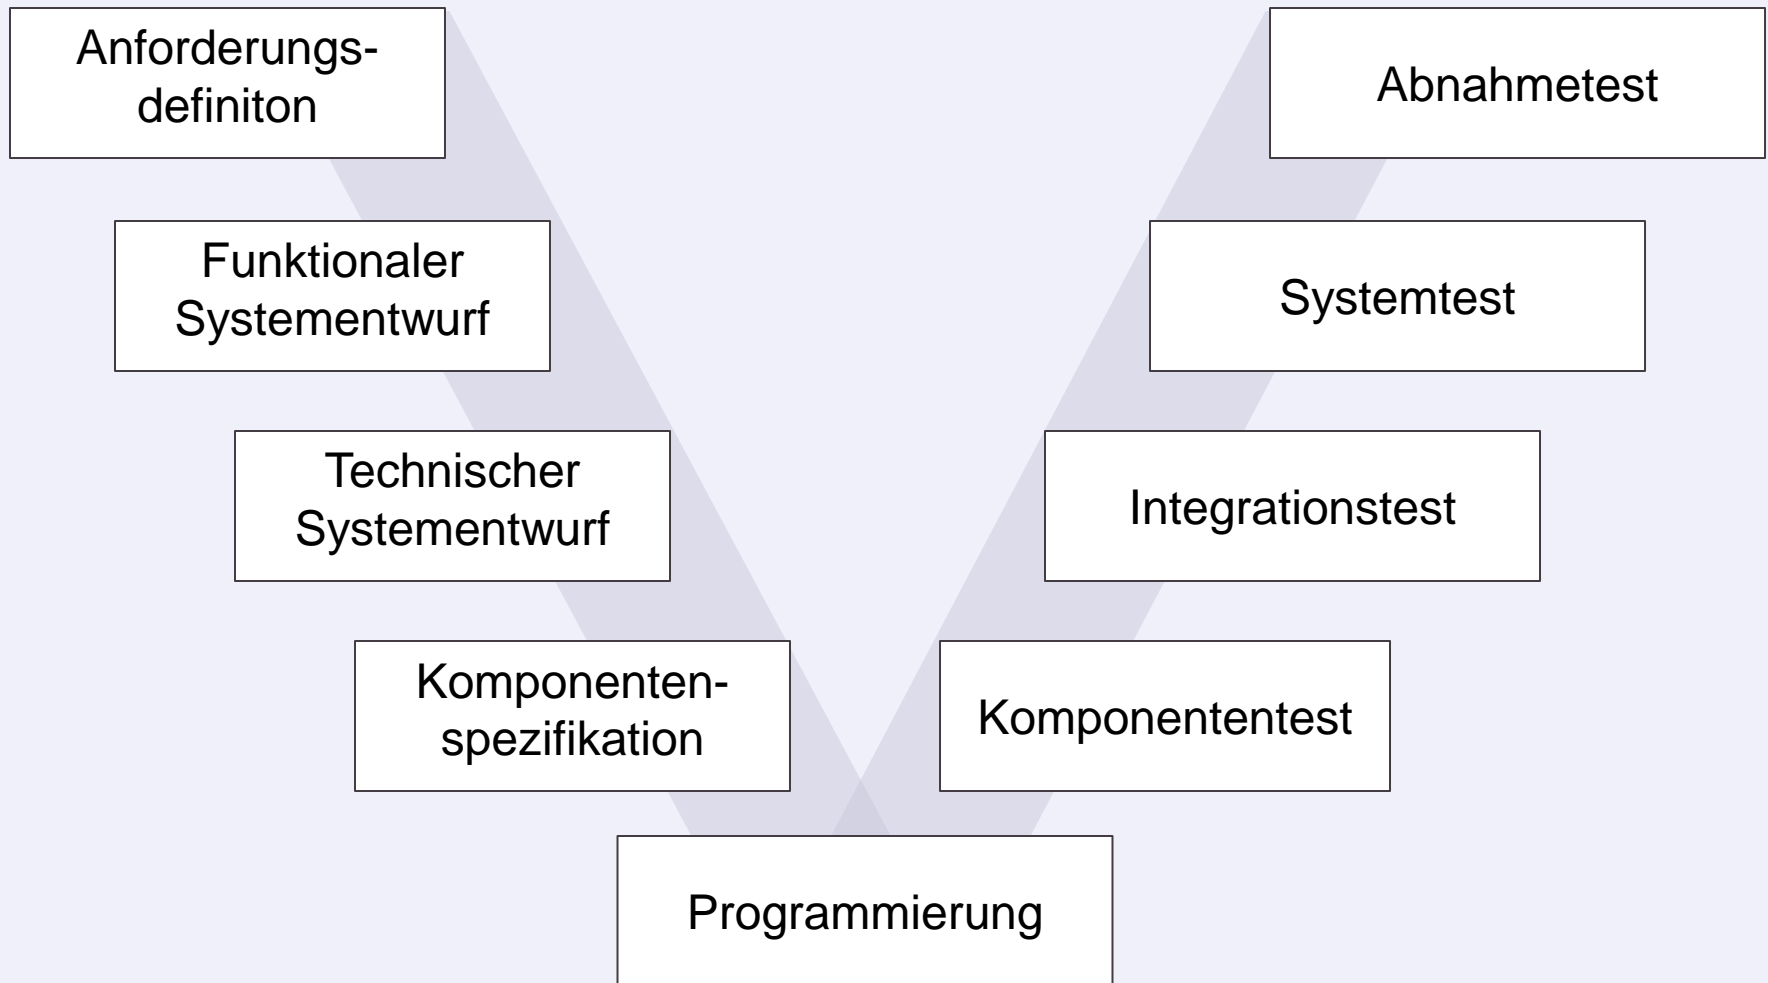 Anforderungs-
definiton
Abnahmetest
Funktionaler
Systementwurf
Systemtest
Technischer
Systementwurf
Integrationstest
Komponenten-
spezifikation
Komponententest
Programmierung